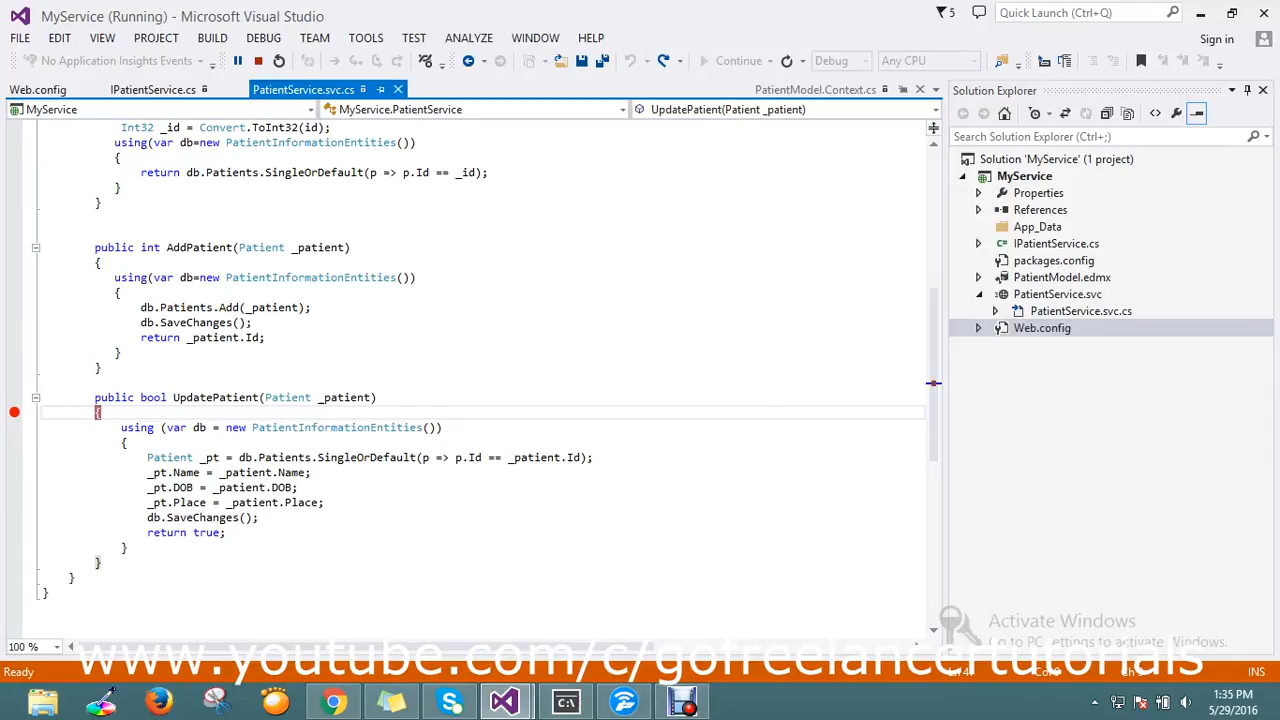 MyService (Running) - Microsoft Visual Studio
5
Quick Launch (Ctrl+Q)
FILE EDIT VIEW PROJECT BUILD DEBUG TEAM TOOLS TEST ANALYZE WINDOW HELP
Sign in
No Application Insights Events
Continue
Debug
Any CPU
Web.config
IPatientService.cs
PatientService.svc.cs
PatientModel.Context.cs
Solution Explorer
MyService
MyService.PatientService
UpdatePatient(Patient _patient)
Search Solution Explorer (Ctrl+;)
Int32 _id = Convert.ToInt32(id);
using(var db=new PatientInformationEntities())
{
return db.Patients.SingleOrDefault(p => p.Id == _id);
}
}
public int AddPatient(Patient _patient)
{
using(var db=new PatientInformationEntities())
{
db.Patients.Add(_patient);
db.SaveChanges();
return _patient.Id;
}
}
public bool UpdatePatient(Patient _patient)
{
using (var db = new PatientInformationEntities())
{
Patient _pt = db.Patients.SingleOrDefault(p => p.Id == _patient.Id);
_pt.Name = _patient.Name;
_pt.DOB = _patient.DOB;
_pt.Place = _patient.Place;
db.SaveChanges();
return true;
}
}
}
}
Solution 'MyService' (1 project)
MyService
Properties
References
App_Data
IPatientService.cs
packages.config
PatientModel.edmx
PatientService.svc
PatientService.svc.cs
Web.config
Activate Windows
Go to PC settings to activate Windows.
100 %
www.youtube.com/c/gofreelancertutorials
Ready
INS
C:\
1:35 PM
5/29/2016